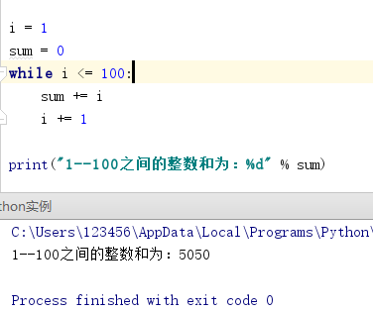 i = 1
sum = 0
while i <= 100:
    sum += i
    i += 1
print("1--100之间的整数和为：%d" % sum)
thon实例
C:\Users\123456\AppData\Local\Programs\Python\
1--100之间的整数和为：5050
Process finished with exit code 0